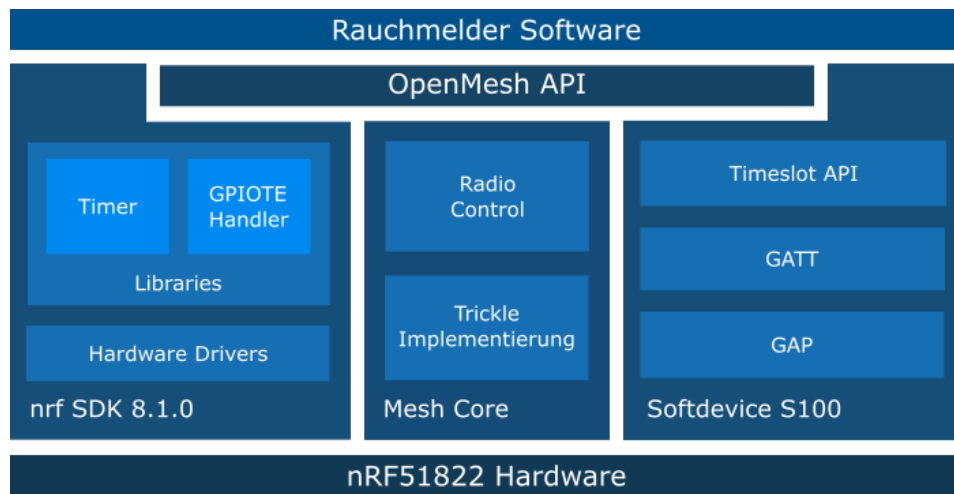 Rauchmelder Software
OpenMesh API
Timer
GPIOTE
Handler
Libraries
Hardware Drivers
nrf SDK 8.1.0
Radio
Control
Trickle
Implementierung
Mesh Core
Timeslot API
GATT
GAP
Softdevice S100
nRF51822 Hardware